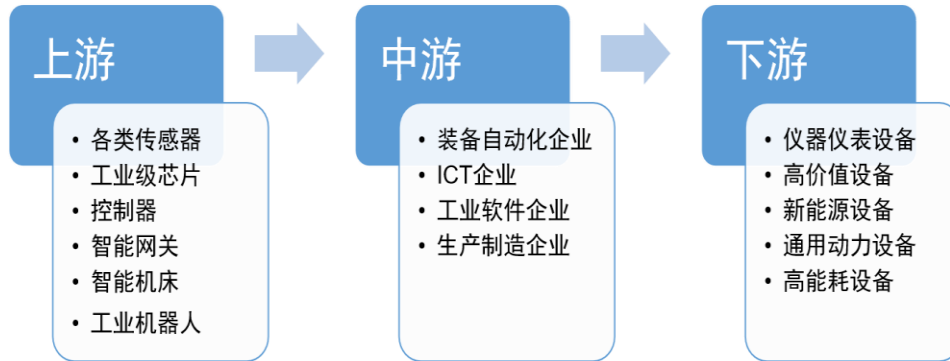 上游
• 各类传感器
• 工业级芯片
• 控制器
• 智能网关
• 智能机床
• 工业机器人
中游
• 装备自动化企业
• ICT企业
• 工业软件企业
• 生产制造企业
下游
• 仪器仪表设备
• 高价值设备
• 新能源设备
• 通用动力设备
• 高能耗设备